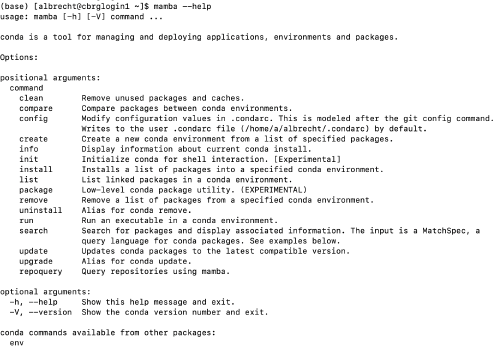 (base) [albrecht@cbrglogin1 ~]$ mamba --help
usage: mamba [-h] [-V] command ...

conda is a tool for managing and deploying applications, environments and packages.

Options:

positional arguments:
  command
    clean        Remove unused packages and caches.
    compare      Compare packages between conda environments.
    config       Modify configuration values in .condarc. This is modeled after the git config command.
                 Writes to the user .condarc file (/home/a/albrecht/.condarc) by default.
    create       Create a new conda environment from a list of specified packages.
    info         Display information about current conda install.
    init         Initialize conda for shell interaction. [Experimental]
    install      Installs a list of packages into a specified conda environment.
    list         List linked packages in a conda environment.
    package      Low-level conda package utility. (EXPERIMENTAL)
    remove       Remove a list of packages from a specified conda environment.
    uninstall    Alias for conda remove.
    run          Run an executable in a conda environment.
    search       Search for packages and display associated information. The input is a MatchSpec, a
                 query language for conda packages. See examples below.
    update       Updates conda packages to the latest compatible version.
    upgrade      Alias for conda update.
    repoquery    Query repositories using mamba.

optional arguments:
  -h, --help     Show this help message and exit.
  -V, --version  Show the conda version number and exit.

conda commands available from other packages:
  env